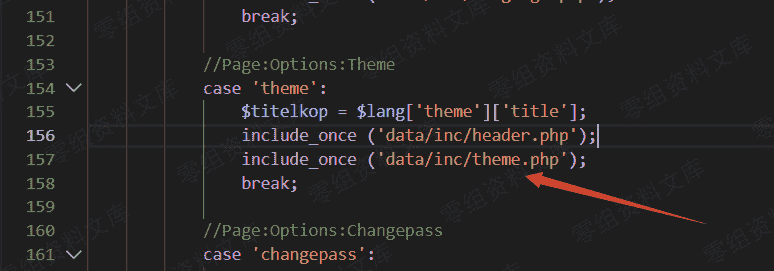 151 break;
152
153 //Page:Options:Theme
154 case 'theme':
155 $titelkop = $lang['theme']['title'];
156 include_once ('data/inc/header.php');
157 include_once ('data/inc/theme.php');
158 break;
159
160 //Page:Options:Changepass
161 case 'changepass':
零组资料文库